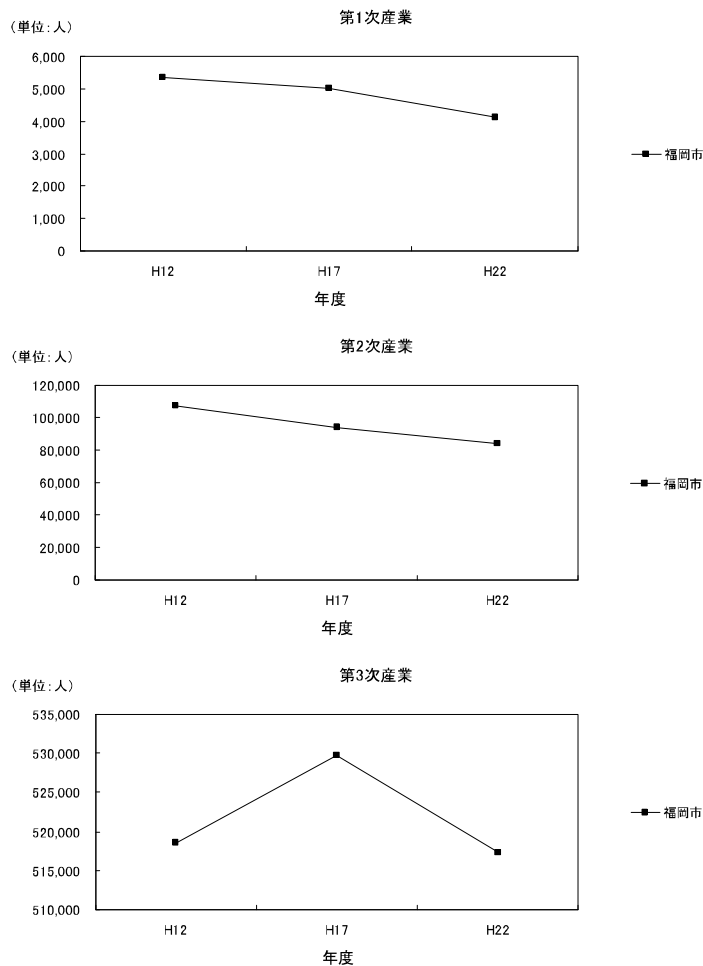 第1次産業
（単位：人）
6,000
5,000
4,000
3,000
2,000
1,000
0
H12 H17 H22
年度
福岡市
第2次産業
（単位：人）
120,000
100,000
80,000
60,000
40,000
20,000
0
H12 H17 H22
年度
福岡市
第3次産業
（単位：人）
535,000
530,000
525,000
520,000
515,000
510,000
H12 H17 H22
年度
福岡市